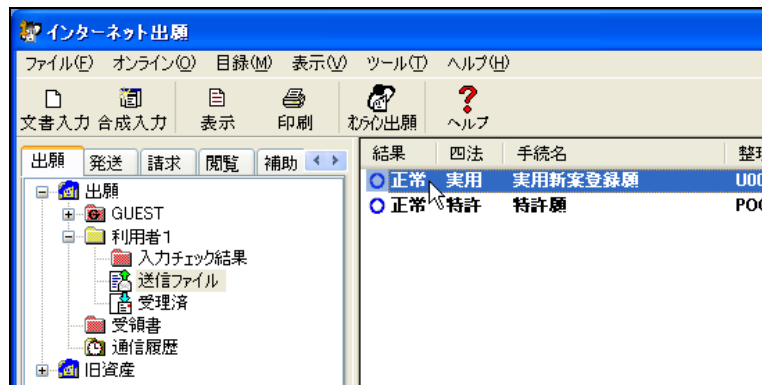 インターネット出願
ファイル(F) オンライン(O) 目録(M) 表示(V) ツール(T) ヘルプ(H)
文書入力 合成入力 表示 印刷 オンライン出願 ヘルプ
出願 発送 請求 閲覧 補助
結果 四法 手続名
正常 実用 実用新案登録願 U00
正常 特許 特許願
出願
GUEST
利用者1
入力チェック結果
送信ファイル
受理済
受領書
通信履歴
旧資産